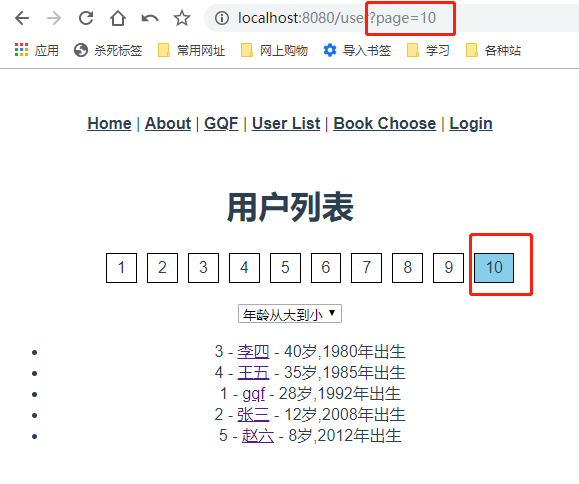 localhost:8080/user?page=10
应用 杀死标签 常用网址 网上购物 导入书签 学习 各种站
Home | About | GQF | User List | Book Choose | Login
用户列表
1 2 3 4 5 6 7 8 9 10
年龄从大到小
3 - 李四 - 40岁,1980年出生
4 - 王五 - 35岁,1985年出生
1 - gqf - 28岁,1992年出生
2 - 张三 - 12岁,2008年出生
5 - 赵六 - 8岁,2012年出生